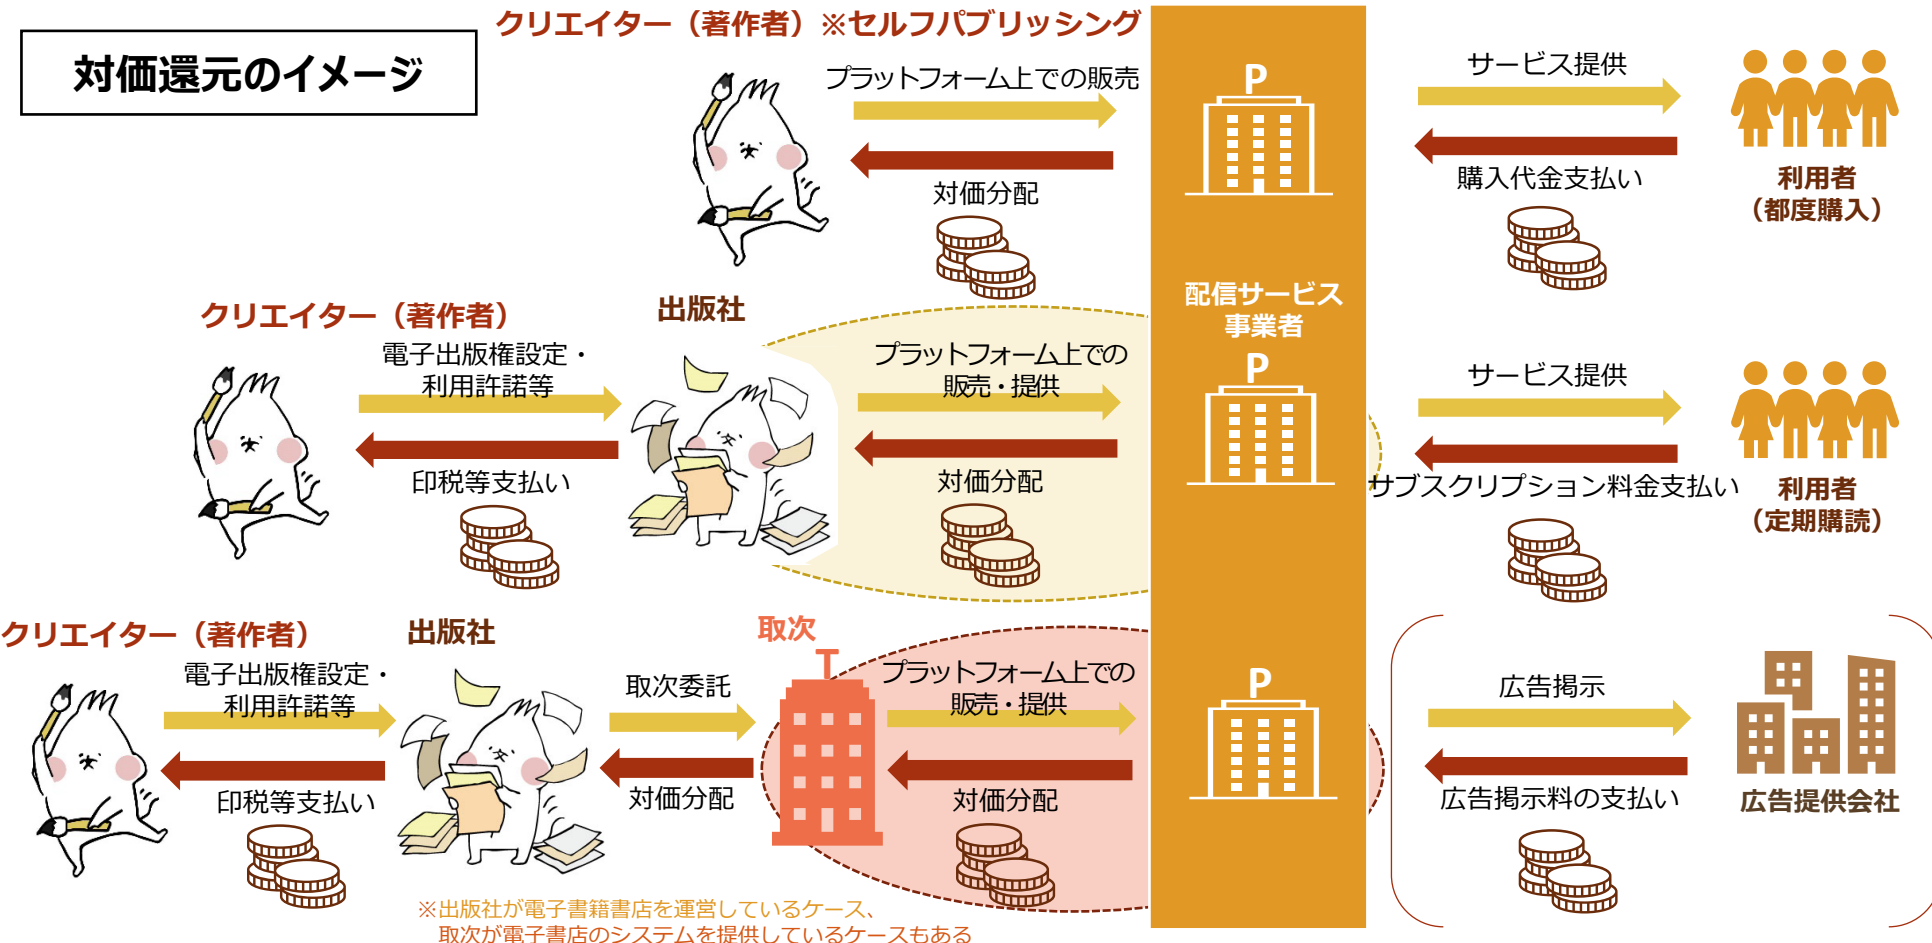 対価還元のイメージ
クリエイター（著作者）※セルフパブリッシング
プラットフォーム上での販売
対価分配
P
サービス提供
購入代金支払い
利用者
（都度購入）
クリエイター（著作者）
電子出版権設定・
利用許諾等
印税等支払い
出版社
プラットフォーム上での
販売・提供
対価分配
配信サービス
事業者
P
サービス提供
サブスクリプション料金支払い
利用者
（定期購読）
クリエイター（著作者）
電子出版権設定・
利用許諾等
印税等支払い
出版社
取次委託
対価分配
取次
T
プラットフォーム上での
販売・提供
対価分配
P
広告掲示
広告掲示料の支払い
広告提供会社
※出版社が電子書籍書店を運営しているケース、
取次が電子書店のシステムを提供しているケースもある